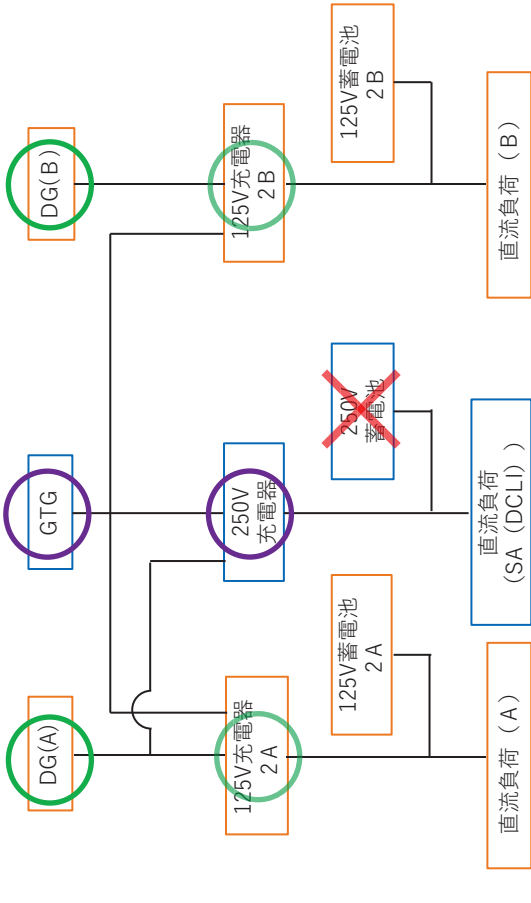 DG(A)
GTG
DG(B)
125V充電器
2A
250V
充電器
125V充電器
2B
125V蓄電池
2A
250V
蓄電池
125V蓄電池
2B
直流負荷(A)
直流負荷
(SA(DCLI))
直流負荷(B)